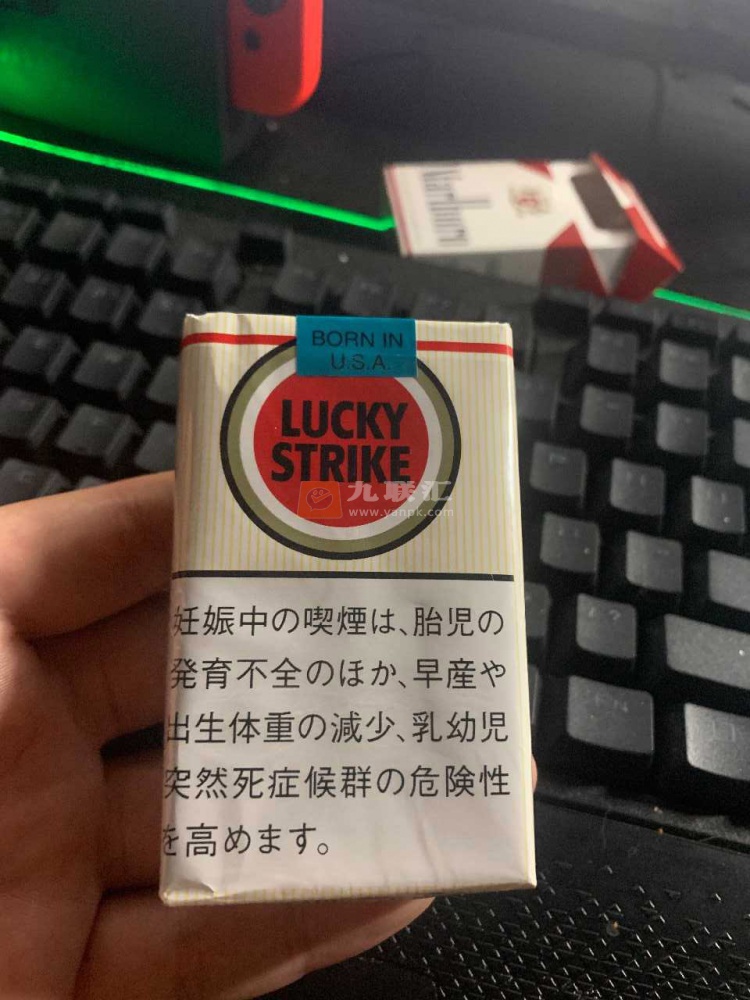 BORN IN
U.S.A.
LUCKY
STRIKE
九联汇
www.yanpk.com
妊娠中の喫煙は、胎児の
発育不全のほか、早産や
出生体重の減少、乳幼児
突然死症候群の危険性
を高めます。